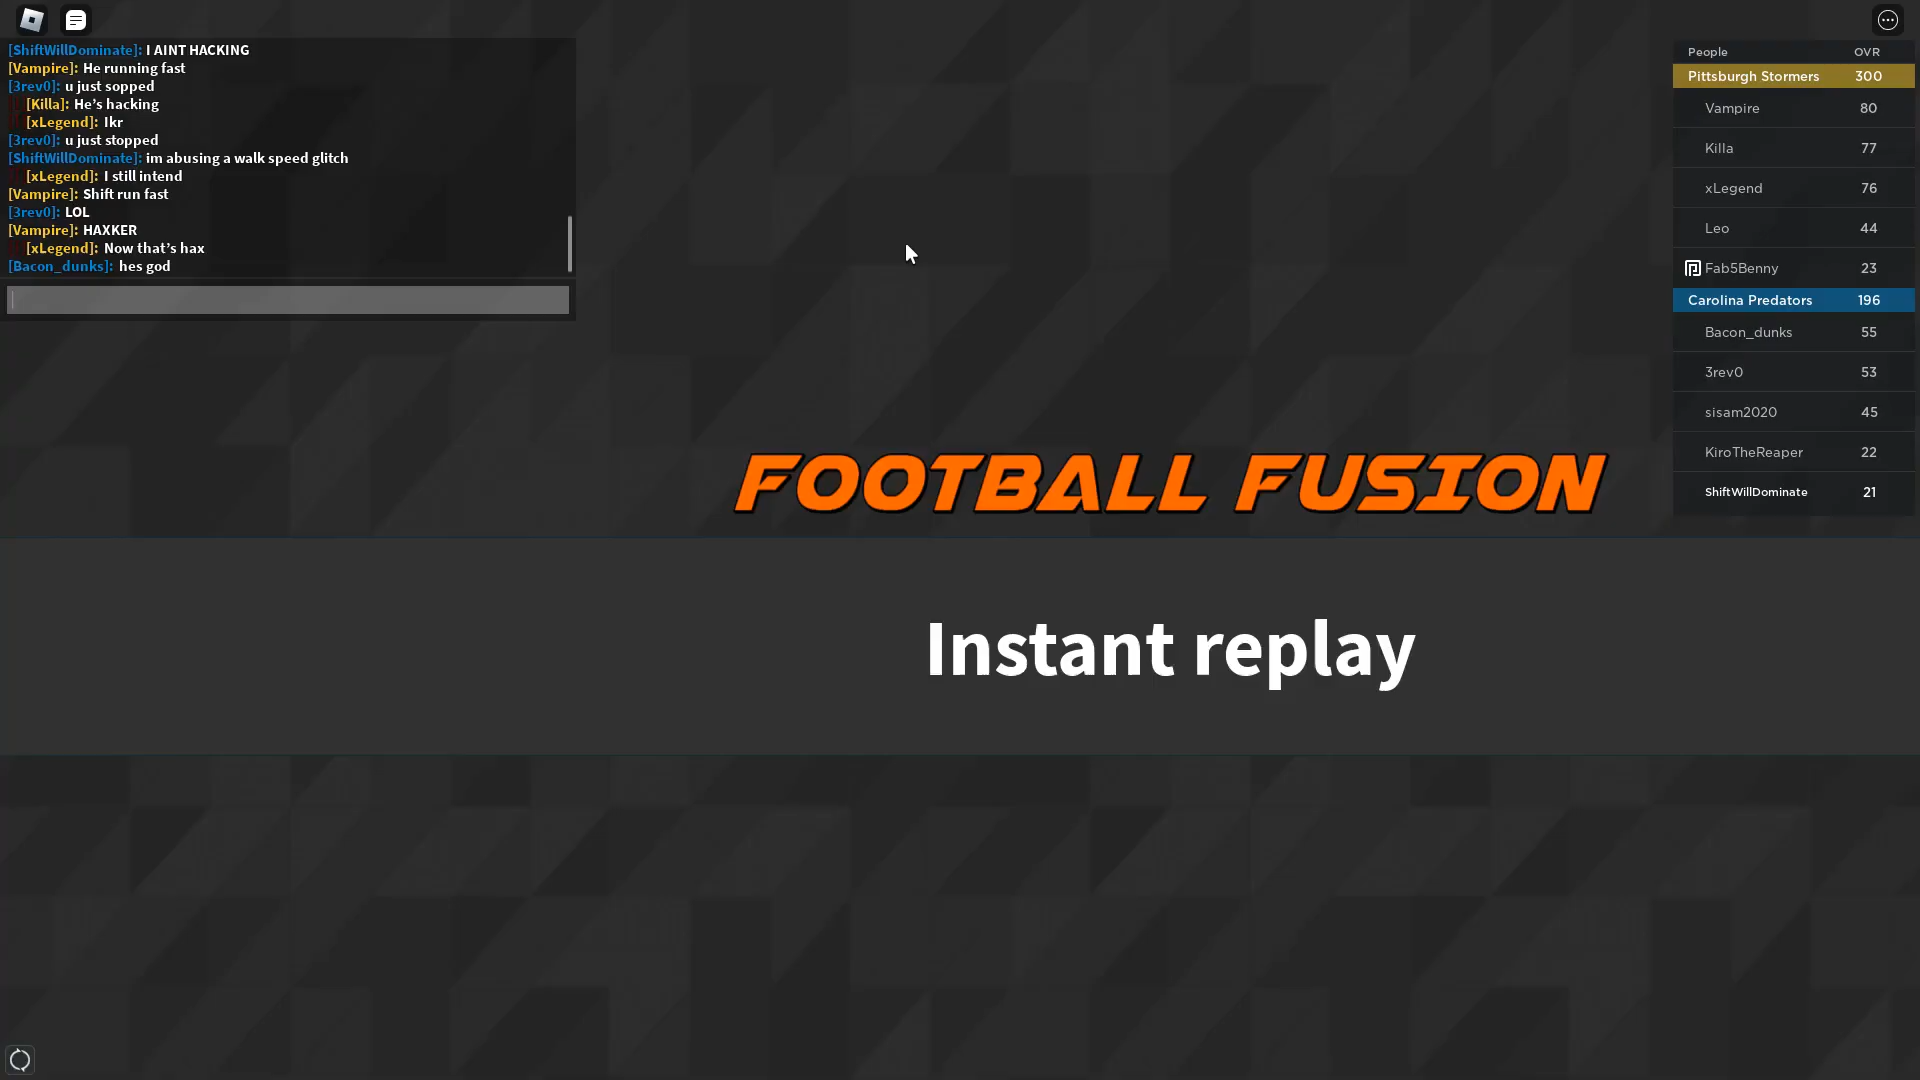 [ShiftWillDominate]: I AINT HACKING
[Vampire]: He running fast
[3rev0]: u just sopped
[Killa]: He's hacking
[xLegend]: Ikr
[3rev0]: u just stopped
[ShiftWillDominate]: im abusing a walk speed glitch
[xLegend]: I still intend
[Vampire]: Shift run fast
[3rev0]: LOL
[Vampire]: HAXKER
[xLegend]: Now that's hax
[Bacon_dunks]: hes god
People OVR
Pittsburgh Stormers 300
Vampire 80
Killa 77
xLegend 76
Leo 44
Fab5Benny 23
Carolina Predators 196
Bacon_dunks 55
3rev0 53
sisam2020 45
KiroTheReaper 22
ShiftWillDominate 21
FOOTBALL FUSION
Instant replay